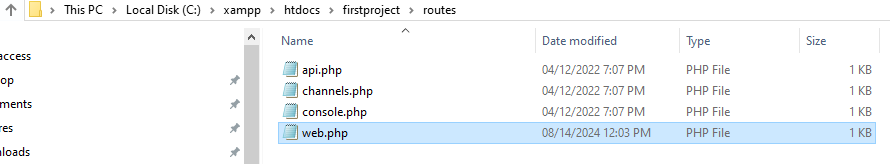 This PC > Local Disk (C:) > xampp > htdocs > firstproject > routes
Name Date modified Type Size
access
api.php 04/12/2022 7:07 PM PHP File 1 KB
op
channels.php 04/12/2022 7:07 PM PHP File 1 KB
ments
console.php 04/12/2022 7:07 PM PHP File 1 KB
res
web.php 08/14/2024 12:03 PM PHP File 1 KB
nloads